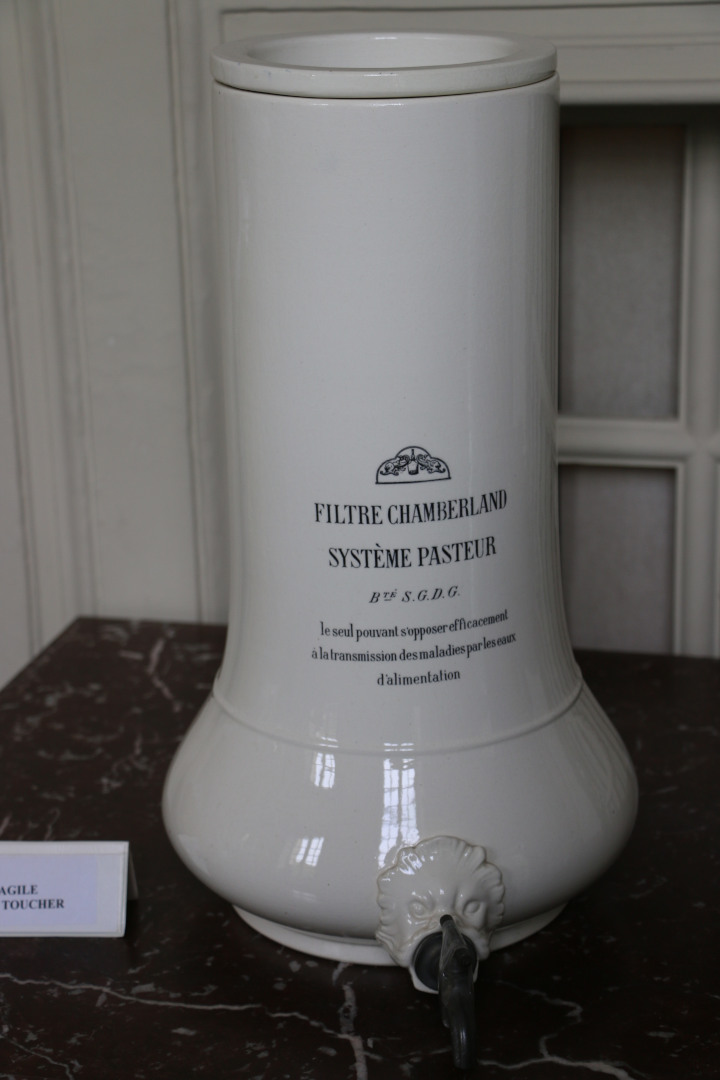 FILTRE CHAMBERLAND
SYSTÈME PASTEUR
Bᵀᴱ́ S.G.D.G.
le seul pouvant s'opposer efficacement
à la transmission des maladies par les eaux
d'alimentation
AGILE
TOUCHER